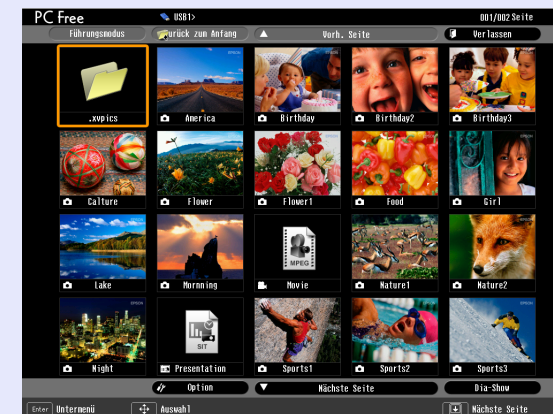 PC Free
USB1>
001/002 Seite
Führungsmodus
Zurück zum Anfang
Vorh. Seite
Verlassen
.xvpics
America
Birthday
Birthday2
Birthday3
Calture
Flower
Flower1
Food
Girl
Lake
Mornning
MPEG
Movie
Nature1
Nature2
Night
SIT
Presentation
Sports1
Sports2
Sports3
Option
Nächste Seite
Dia-Show
Enter
Untermenü
Auswahl
Nächste Seite